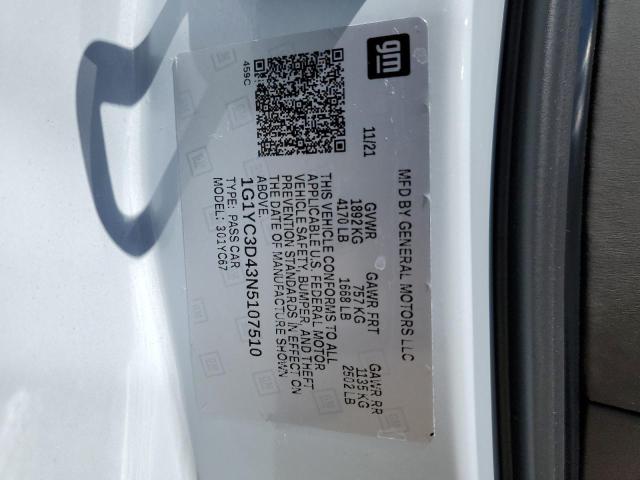 gm
MFD BY GENERAL MOTORS LLC
11/21
GVWR
1892 KG
4170 LB
GAWR FRT
757 KG
1668 LB
GAWR RR
1135 KG
2502 LB
THIS VEHICLE CONFORMS TO ALL
APPLICABLE U.S. FEDERAL MOTOR
VEHICLE SAFETY, BUMPER, AND THEFT
PREVENTION STANDARDS IN EFFECT ON
THE DATE OF MANUFACTURE SHOWN
ABOVE.
1G1YC3D43N5107510
TYPE: PASS CAR
MODEL: 301YC67
459C